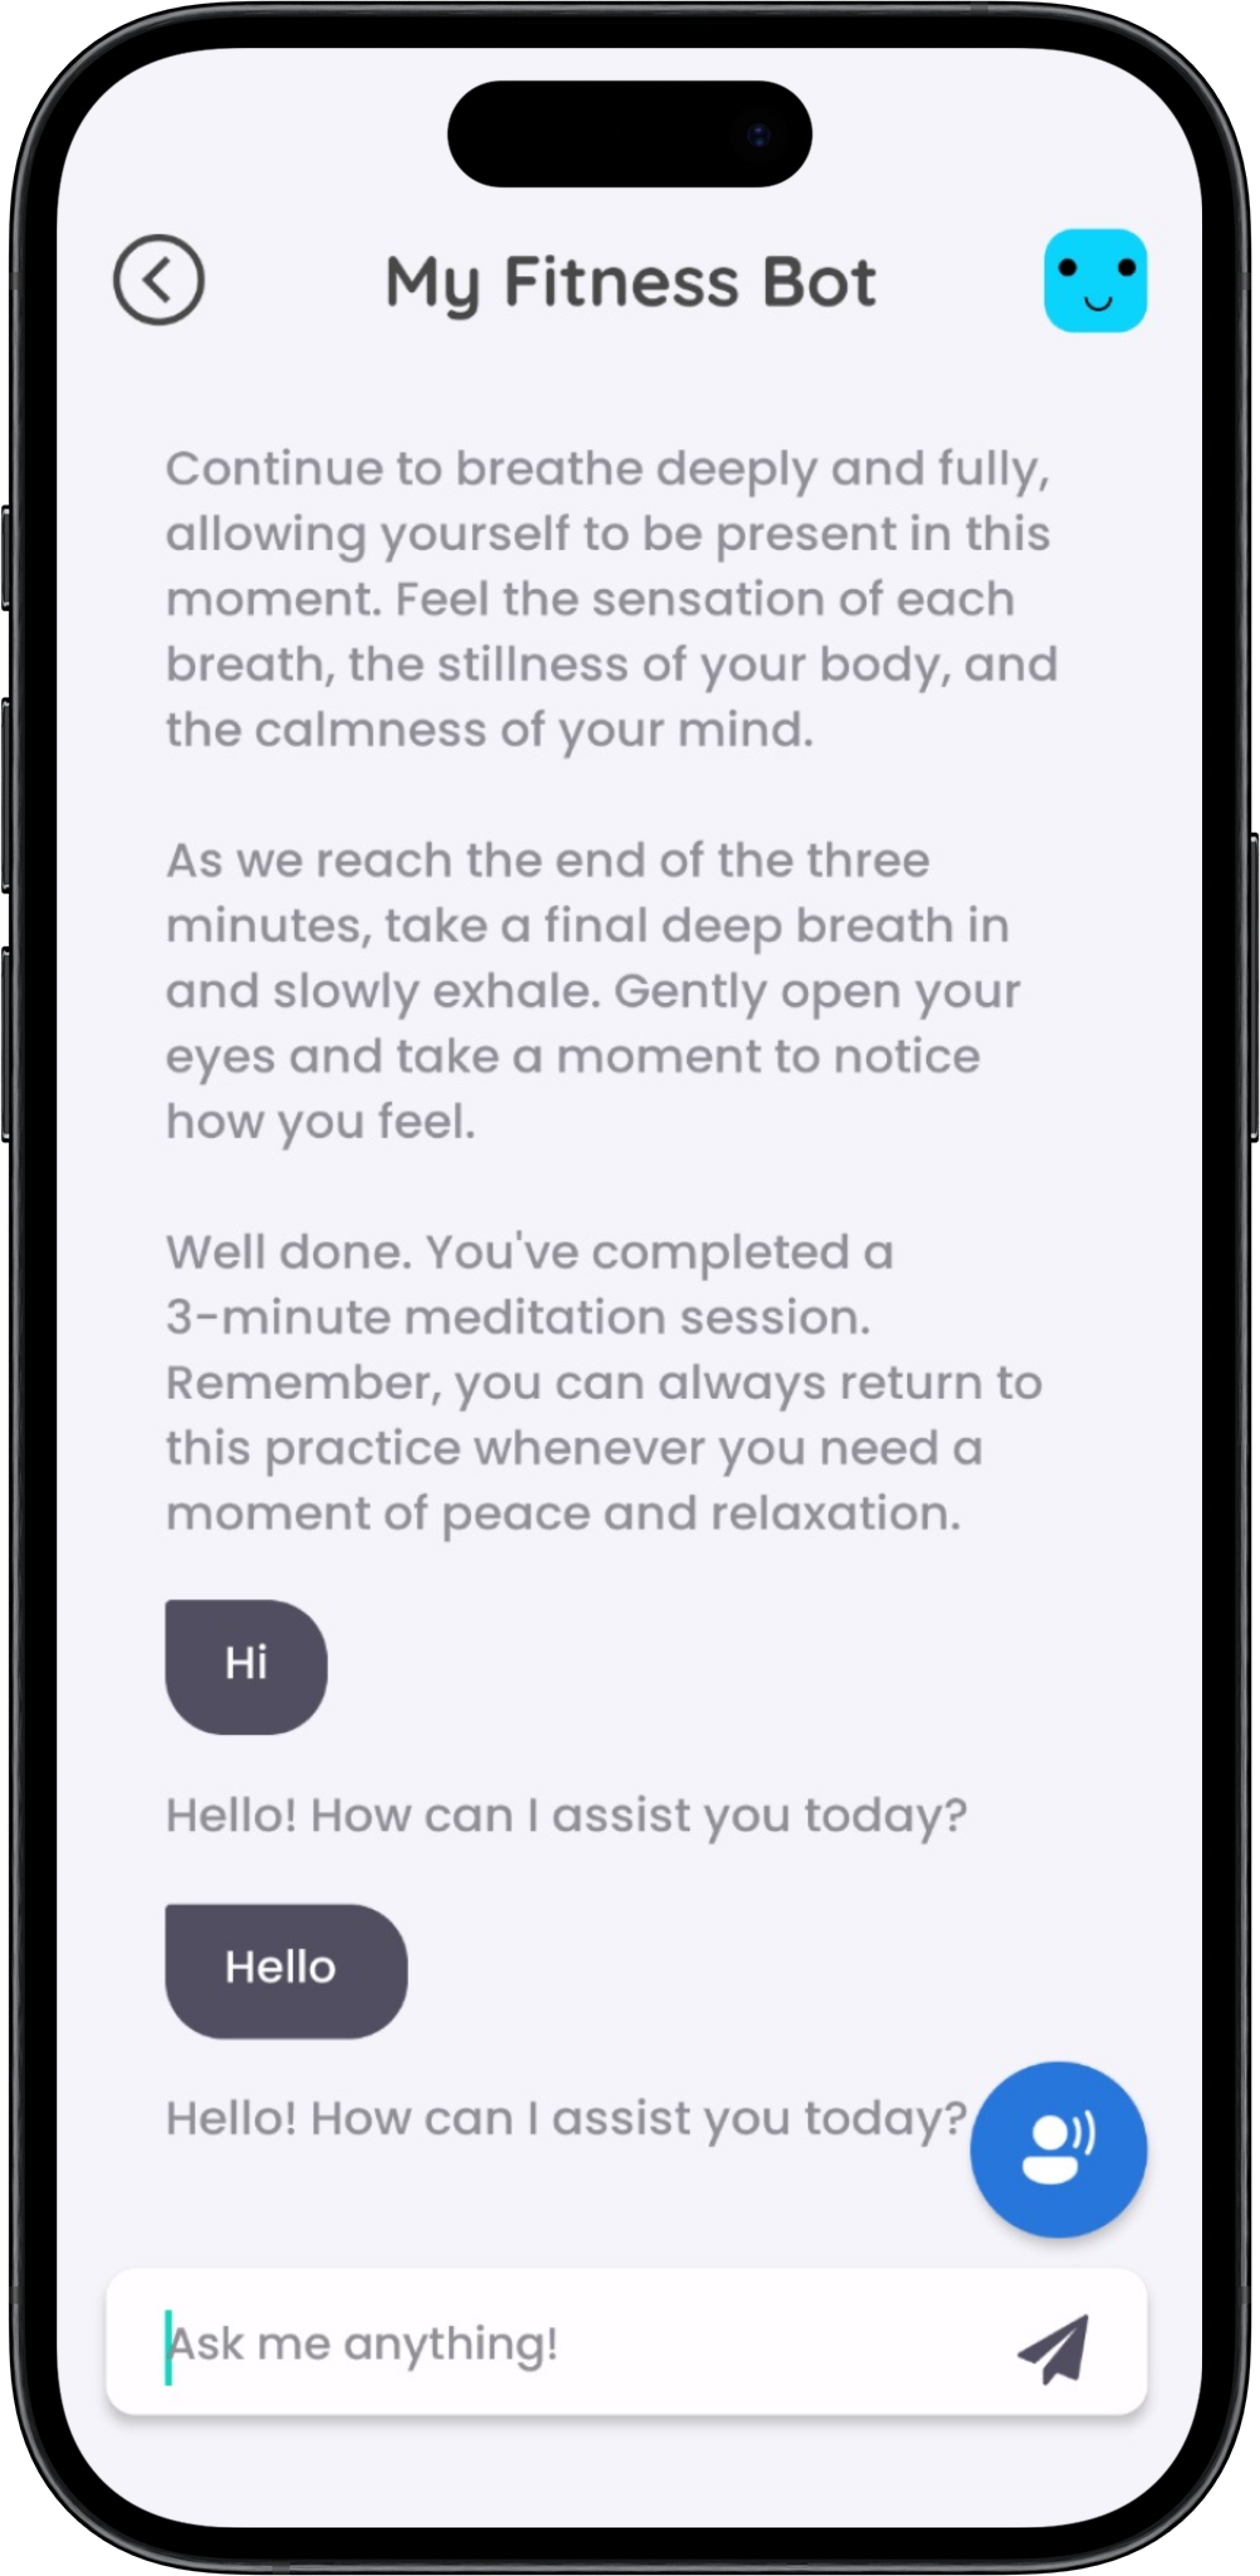 My Fitness Bot
Continue to breathe deeply and fully,
allowing yourself to be present in this
moment. Feel the sensation of each
breath, the stillness of your body, and
the calmness of your mind.
As we reach the end of the three
minutes, take a final deep breath in
and slowly exhale. Gently open your
eyes and take a moment to notice
how you feel.
Well done. You've completed a
3-minute meditation session.
Remember, you can always return to
this practice whenever you need a
moment of peace and relaxation.
Hi
Hello! How can I assist you today?
Hello
Hello! How can I assist you today?
Ask me anything!